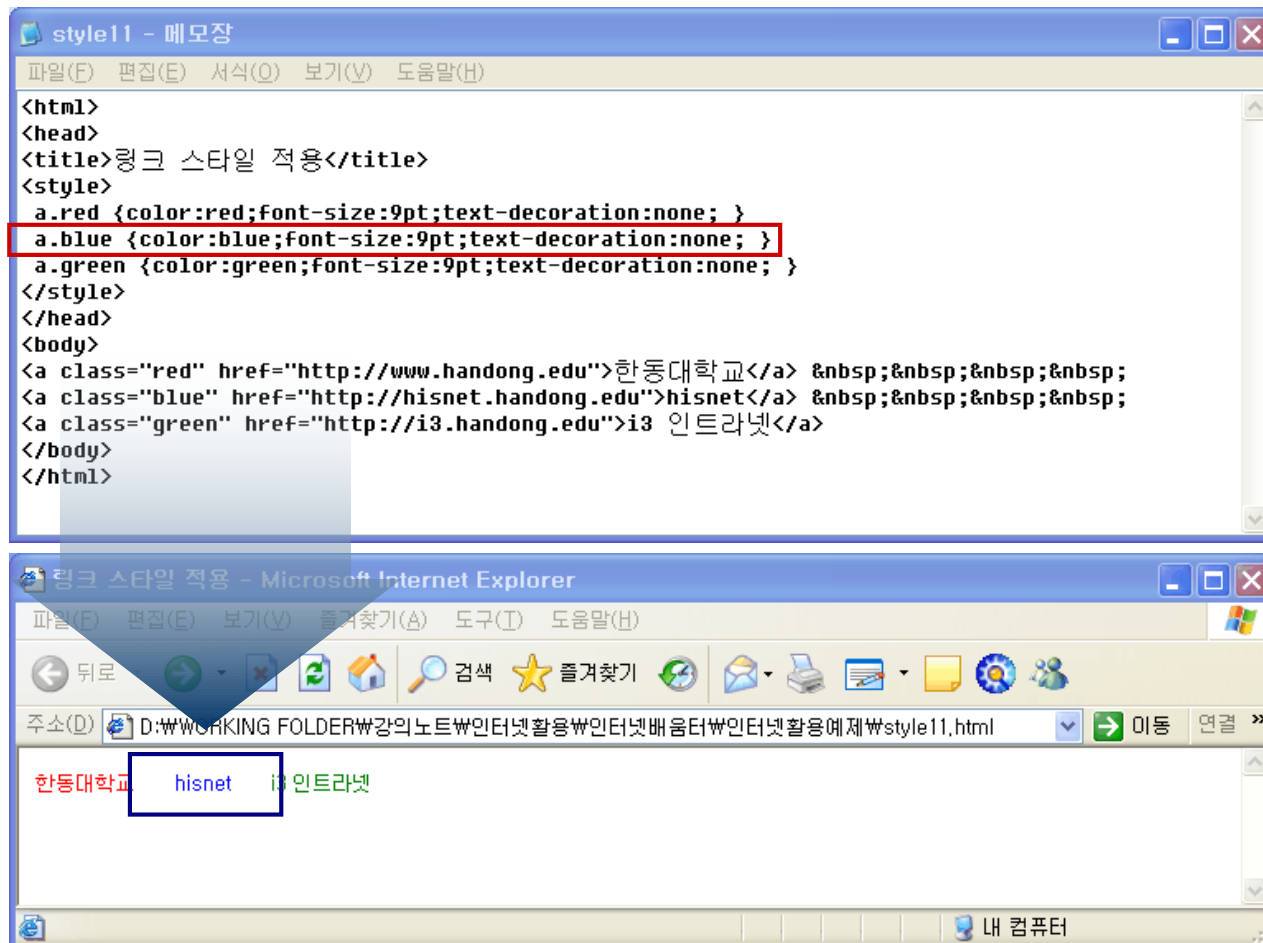 style11 - 메모장
파일(F) 편집(E) 서식(O) 보기(V) 도움말(H)
<html>
<head>
<title>링크 스타일 적용</title>
<style>
a.red {color:red;font-size:9pt;text-decoration:none; }
a.blue {color:blue;font-size:9pt;text-decoration:none; }
a.green {color:green;font-size:9pt;text-decoration:none; }
</style>
</head>
<body>
<a class="red" href="http://www.handong.edu">한동대학교</a> &nbsp;&nbsp;&nbsp;&nbsp;
<a class="blue" href="http://hisnet.handong.edu">hisnet</a> &nbsp;&nbsp;&nbsp;&nbsp;
<a class="green" href="http://i3.handong.edu">i3 인트라넷</a>
</body>
</html>
링크 스타일 적용 - Microsoft Internet Explorer
파일(F) 편집(E) 보기(V) 즐겨찾기(A) 도구(T) 도움말(H)
뒤로 검색 즐겨찾기
주소(D) D:₩WORKING FOLDER₩강의노트₩인터넷활용₩인터넷배움터₩인터넷활용예제₩style11.html 이동 연결 »
한동대학교 hisnet i3 인트라넷
내 컴퓨터